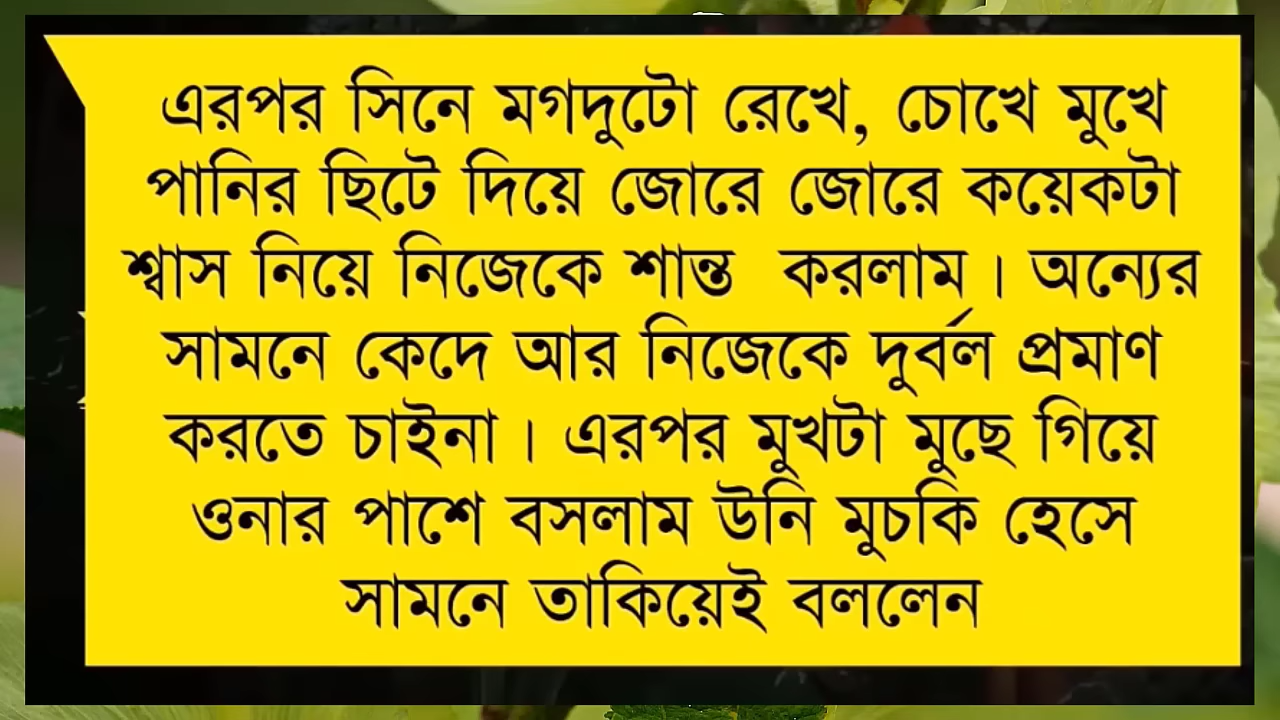 এরপর সিনে মগদুটো রেখে, চোখে মুখে
পানির ছিটে দিয়ে জোরে জোরে কয়েকটা
শ্বাস নিয়ে নিজেকে শান্ত করলাম। অন্যের
সামনে কেদে আর নিজেকে দুর্বল প্রমাণ
করতে চাইনা। এরপর মুখটা মুছে গিয়ে
ওনার পাশে বসলাম উনি মুচকি হেসে
সামনে তাকিয়েই বললেন